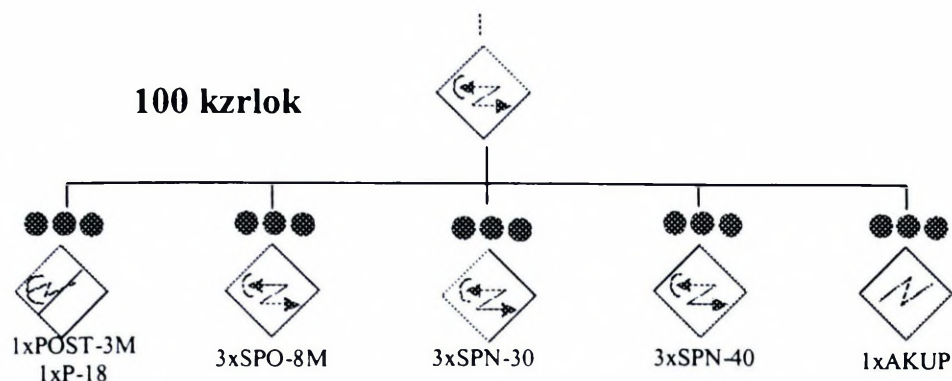 100 kzrlok
1xPOST-3M
1xP-18
3xSPO-8M
3xSPN-30
3xSPN-40
1xAKUP